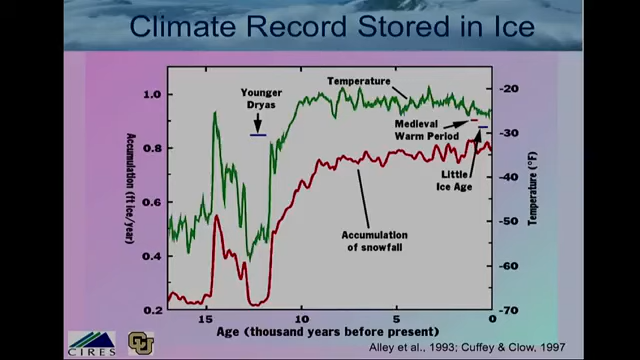 Climate Record Stored in Ice
Younger
Dryas
Temperature
Medieval
Warm Period
Little
Ice Age
Accumulation
of snowfall
Accumulation (ft ice/year)
1.0
0.8
0.6
0.4
0.2
-20
-30
-40
-50
-60
-70
Temperature (°F)
15
10
5
0
Age (thousand years before present)
Alley et al., 1993; Cuffey & Clow, 1997
CIRES
CU